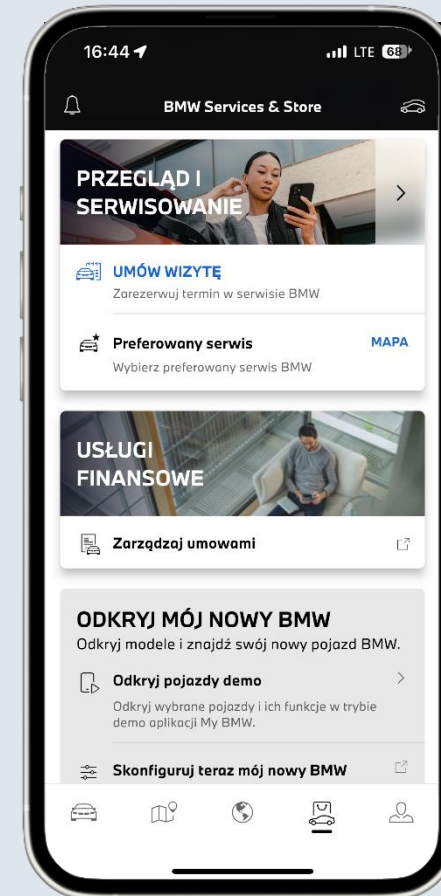 16:44
LTE 68
BMW Services & Store
PRZEGLĄD I
SERWISOWANIE
UMÓW WIZYTĘ
Zarezerwuj termin w serwisie BMW
Preferowany serwis MAPA
Wybierz preferowany serwis BMW
USŁUGI
FINANSOWE
Zarządzaj umowami
ODKRYJ MÓJ NOWY BMW
Odkryj modele i znajdź swój nowy pojazd BMW.
Odkryj pojazdy demo
Odkryj wybrane pojazdy i ich funkcje w trybie
demo aplikacji My BMW.
Skonfiguruj teraz mój nowy BMW